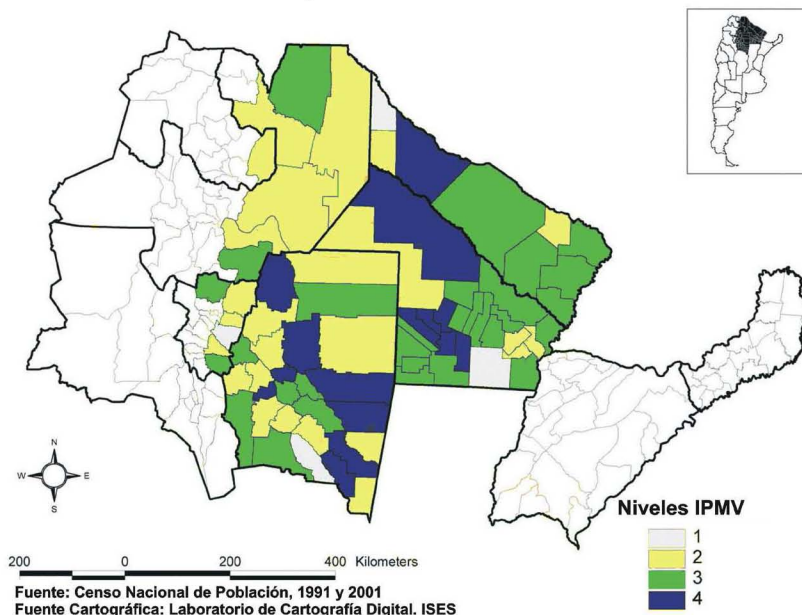 N
W E
S
200 0 200 400 Kilometers
Fuente: Censo Nacional de Población, 1991 y 2001
Fuente Cartográfica: Laboratorio de Cartografía Digital. ISES
Niveles IPMV
1
2
3
4